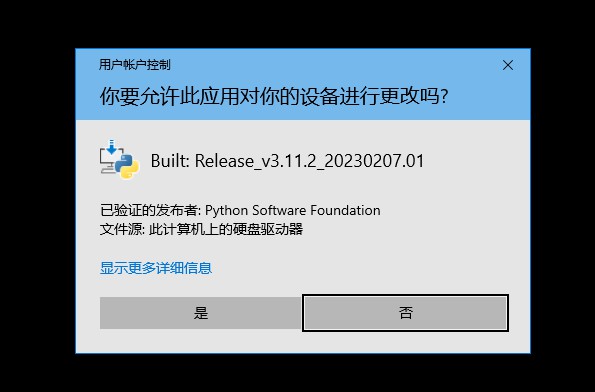 用户帐户控制
你要允许此应用对你的设备进行更改吗?
Built: Release_v3.11.2_20230207.01
已验证的发布者: Python Software Foundation
文件源: 此计算机上的硬盘驱动器
显示更多详细信息
是
否